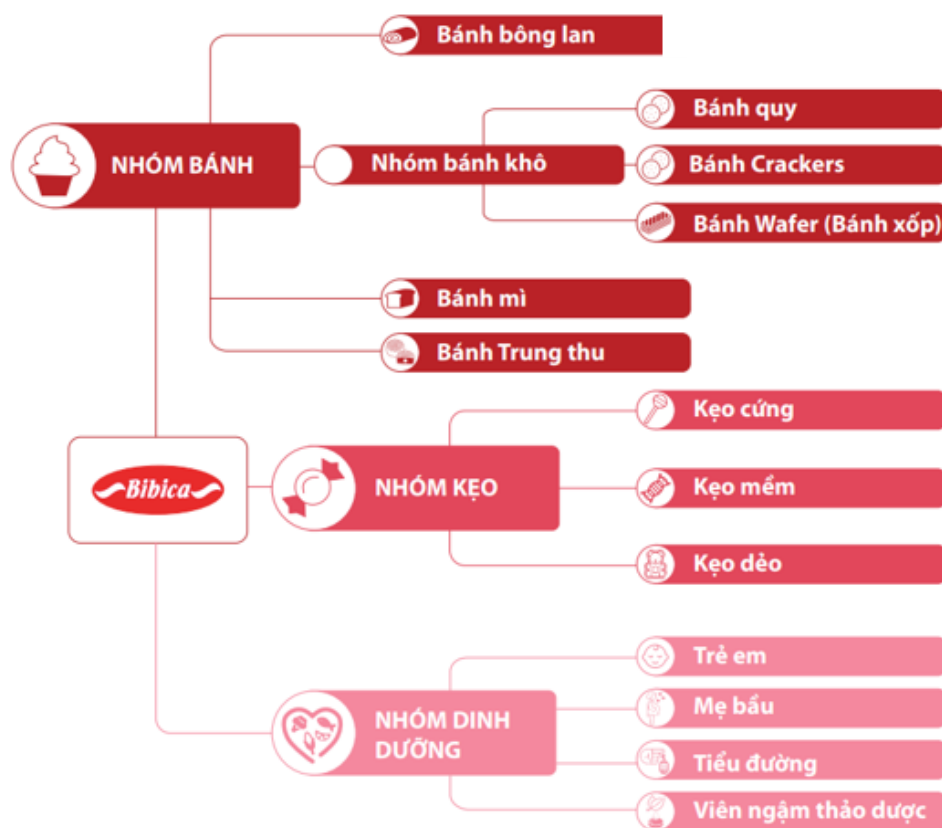 Bánh bông lan
Bánh quy
NHÓM BÁNH
Nhóm bánh khô
Bánh Crackers
Bánh Wafer (Bánh xốp)
Bánh mì
Bánh Trung thu
Kẹo cứng
Bibica
NHÓM KẸO
Kẹo mềm
Kẹo dẻo
Trẻ em
Mẹ bầu
NHÓM DINH
DƯỠNG
Tiểu đường
Viên ngậm thảo dược